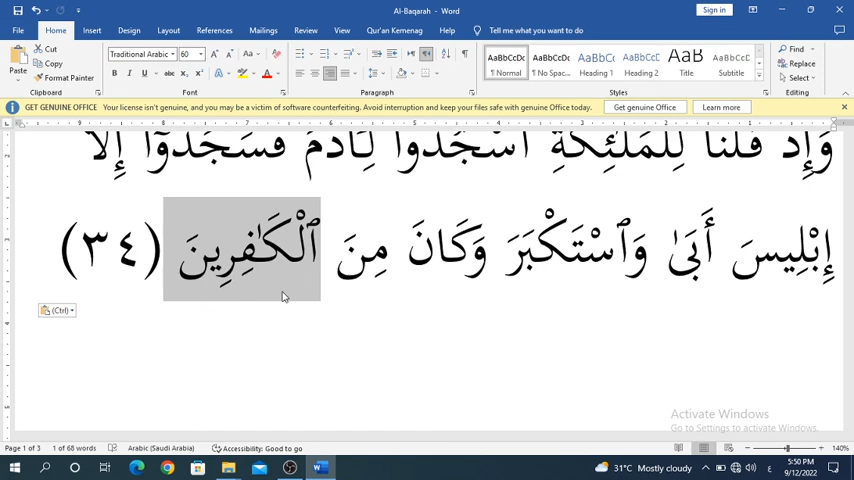 Al-Baqarah - Word
Sign in
File Home Insert Design Layout References Mailings Review View Qur'an Kemenag Help Tell me what you want to do
Paste Cut Copy Format Painter
Traditional Arabic 60
AaBbCcDc AaBbCcDc AaBbCc AaBbCcD AaB AaBbCcD
¶ Normal ¶ No Spac... Heading 1 Heading 2 Title Subtitle
Find Replace Select
Clipboard Font Paragraph Styles Editing
GET GENUINE OFFICE Your license isn't genuine, and you may be a victim of software counterfeiting. Avoid interruption and keep your files safe with genuine Office today. Get genuine Office Learn more
وَإِذْ قُلْنَا لِلْمَلَـٰٓئِكَةِ ٱسْجُدُوا۟ لِـَٔادَمَ فَسَجَدُوٓا۟ إِلَّآ
إِبْلِيسَ أَبَىٰ وَٱسْتَكْبَرَ وَكَانَ مِنَ ٱلْكَـٰفِرِينَ (٣٤)
(Ctrl)
Activate Windows
Go to Settings to activate Windows.
Page 1 of 3 1 of 68 words Arabic (Saudi Arabia) Accessibility: Good to go 140%
31°C Mostly cloudy ع 5:50 PM
9/12/2022